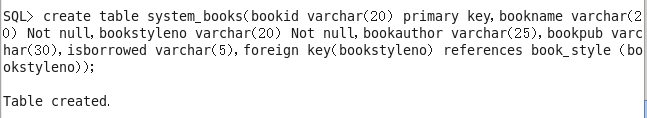 SQL> create table system_books(bookid varchar(20) primary key, bookname varchar(2
0) Not null, bookstyleno varchar(20) Not null, bookauthor varchar(25), bookpub varc
har(30), isborrowed varchar(5), foreign key(bookstyleno) references book_style (bo
okstyleno));
Table created.